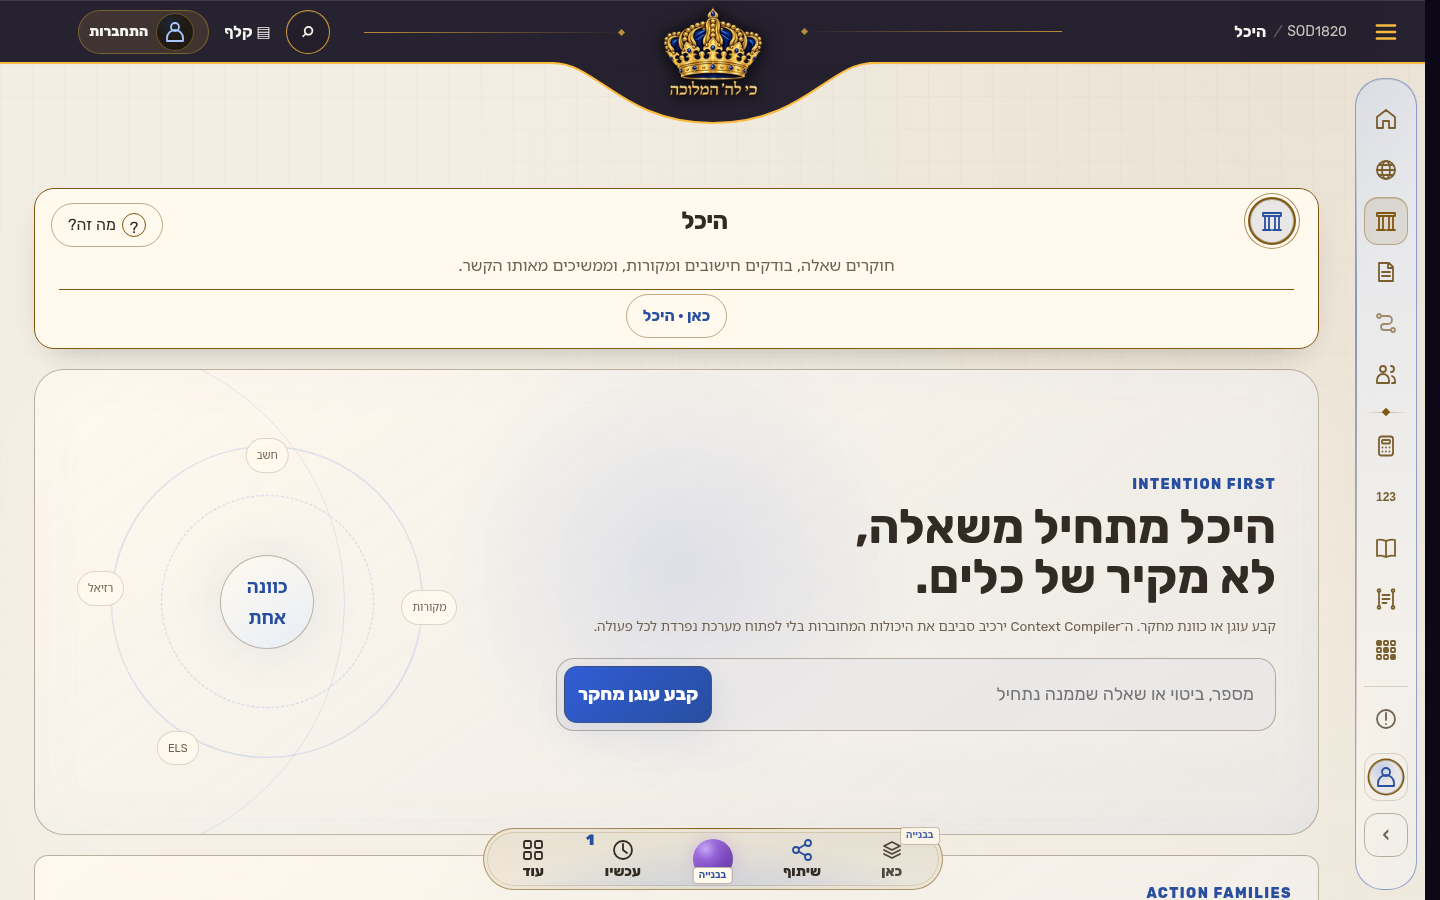 SOD1820 / היכל
כי לה' המלוכה
קלף
התחברות
123
היכל
? מה זה?
חוקרים שאלה, בודקים חישובים ומקורות, וממשיכים מאותו הקשר.
כאן • היכל
INTENTION FIRST
היכל מתחיל משאלה,
לא מקיר של כלים.
קבע עוגן או כוונת מחקר. ה־Context Compiler ירכיב סביבם את היכולות המחוברות בלי לפתוח מערכת נפרדת לכל פעולה.
מספר, ביטוי או שאלה שממנה נתחיל
קבע עוגן מחקר
חשב
מקורות
כוונה
אחת
רזיאל
ELS
בבנייה
כאן
שיתוף
בבנייה
1
עכשיו
עוד
ACTION FAMILIES